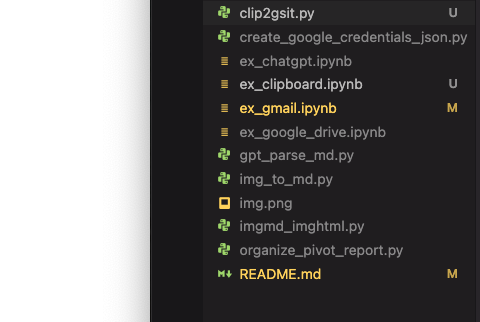 clip2gsit.py U
create_google_credentials_json.py
ex_chatgpt.ipynb
ex_clipboard.ipynb U
ex_gmail.ipynb M
ex_google_drive.ipynb
gpt_parse_md.py
img_to_md.py
img.png
imgmd_imghtml.py
organize_pivot_report.py
README.md M